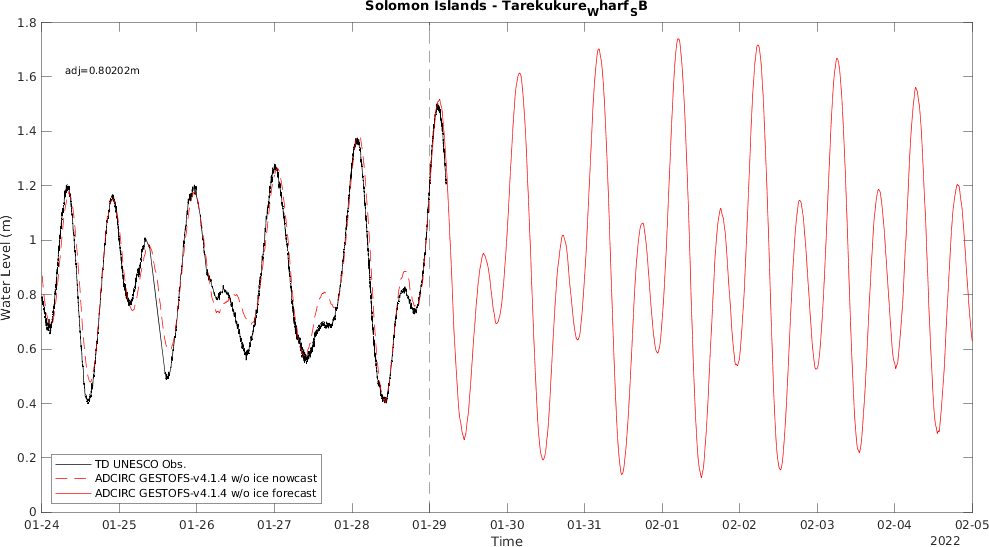 Solomon Islands - TarekukureWharfSB
1.8
1.6
1.4
1.2
1
0.8
0.6
0.4
0.2
0
Water Level (m)
adj=0.80202m
TD UNESCO Obs.
ADCIRC GESTOFS-v4.1.4 w/o ice nowcast
ADCIRC GESTOFS-v4.1.4 w/o ice forecast
01-24 01-25 01-26 01-27 01-28 01-29 01-30 01-31 02-01 02-02 02-03 02-04 02-05
Time
2022